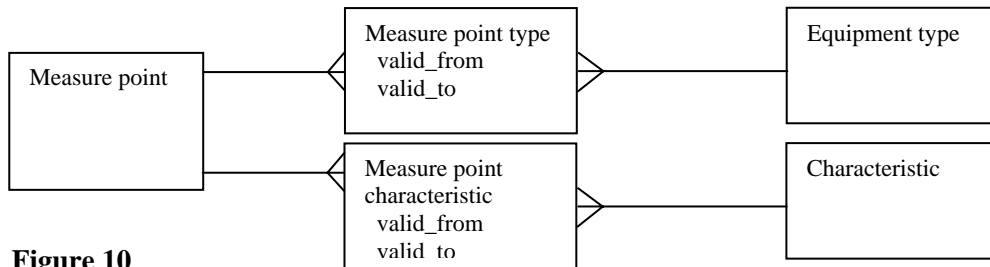 Measure point
Measure point type
valid_from
valid_to
Equipment type
Measure point
characteristic
valid_from
valid_to
Characteristic
Figure 10